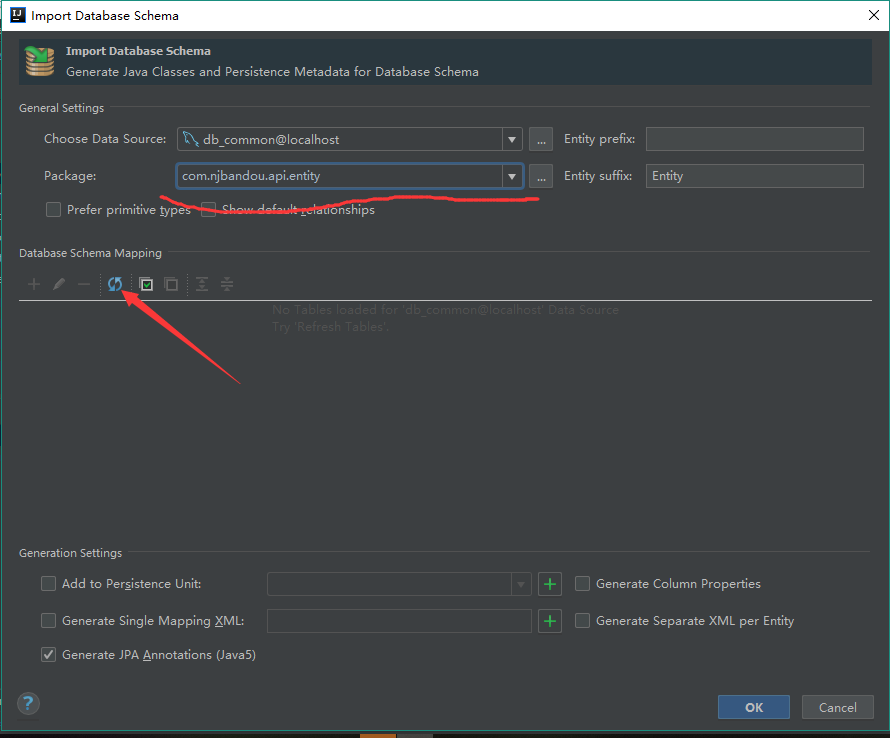 IJ Import Database Schema
Import Database Schema
Generate Java Classes and Persistence Metadata for Database Schema
General Settings
Choose Data Source: db_common@localhost ... Entity prefix:
Package: com.njbandou.api.entity ... Entity suffix: Entity
Prefer primitive types Show default relationships
Database Schema Mapping
No Tables loaded for 'db_common@localhost' Data Source
Try 'Refresh Tables'.
Generation Settings
Add to Persistence Unit: Generate Column Properties
Generate Single Mapping XML: Generate Separate XML per Entity
Generate JPA Annotations (Java5)
? OK Cancel